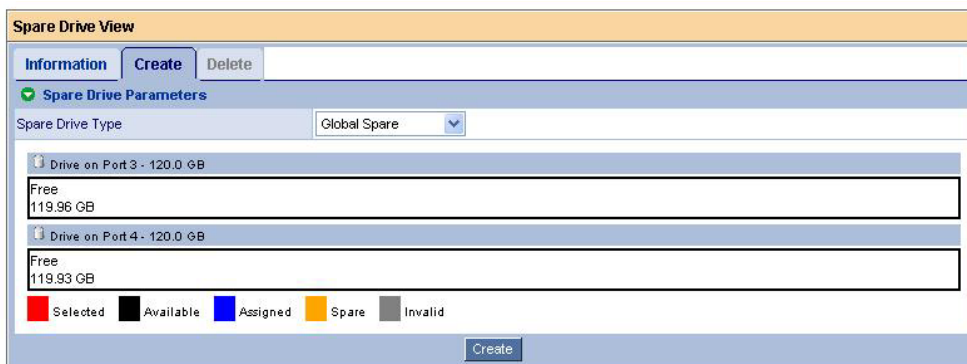 Spare Drive View
Information Create Delete
Spare Drive Parameters
Spare Drive Type Global Spare
Drive on Port 3 - 120.0 GB
Free
119.96 GB
Drive on Port 4 - 120.0 GB
Free
119.93 GB
Selected Available Assigned Spare Invalid
Create